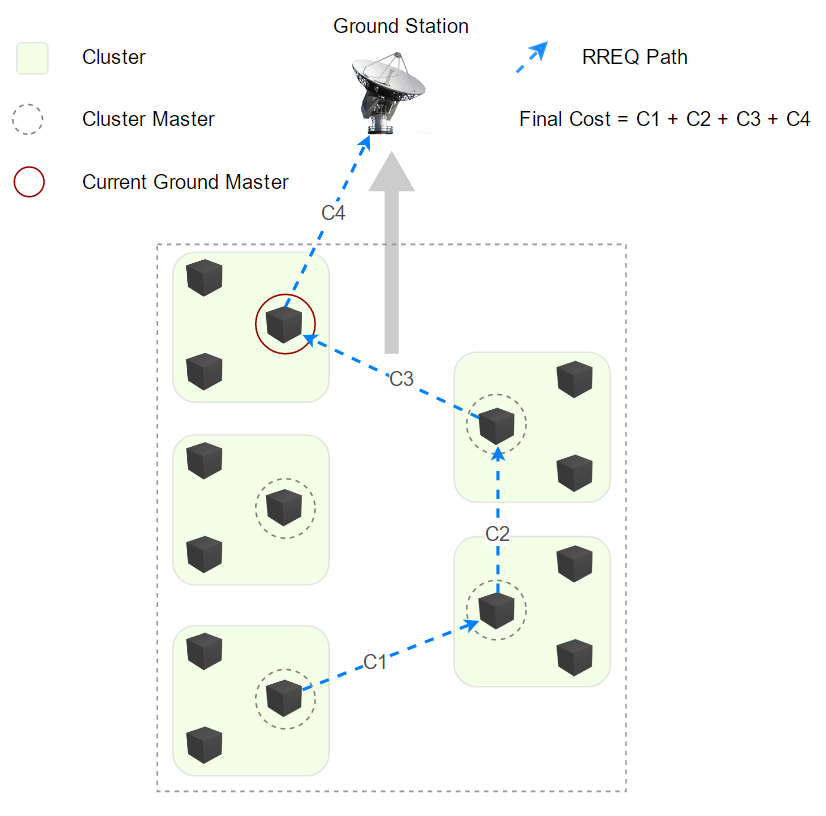 Ground Station
Cluster
RREQ Path
Cluster Master
Final Cost = C1 + C2 + C3 + C4
Current Ground Master
C4
C3
C2
C1